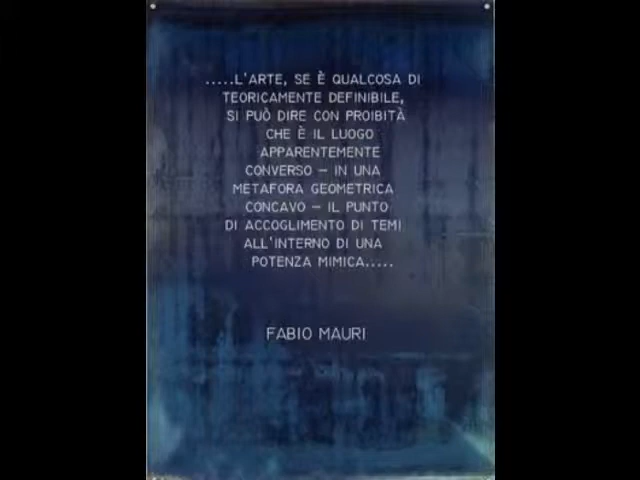 .....L'ARTE, SE È QUALCOSA DI
TEORICAMENTE DEFINIBILE,
SI PUÒ DIRE CON PROIBITÀ
CHE È IL LUOGO
APPARENTEMENTE
CONVERSO – IN UNA
METAFORA GEOMETRICA
CONCAVO – IL PUNTO
DI ACCOGLIMENTO DI TEMI
ALL'INTERNO DI UNA
POTENZA MIMICA.....
FABIO MAURI